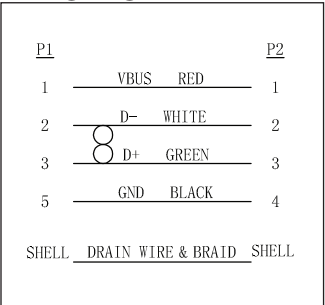 P1 P2
1 VBUS RED 1
2 D- WHITE 2
3 D+ GREEN 3
5 GND BLACK 4
SHELL DRAIN WIRE & BRAID SHELL